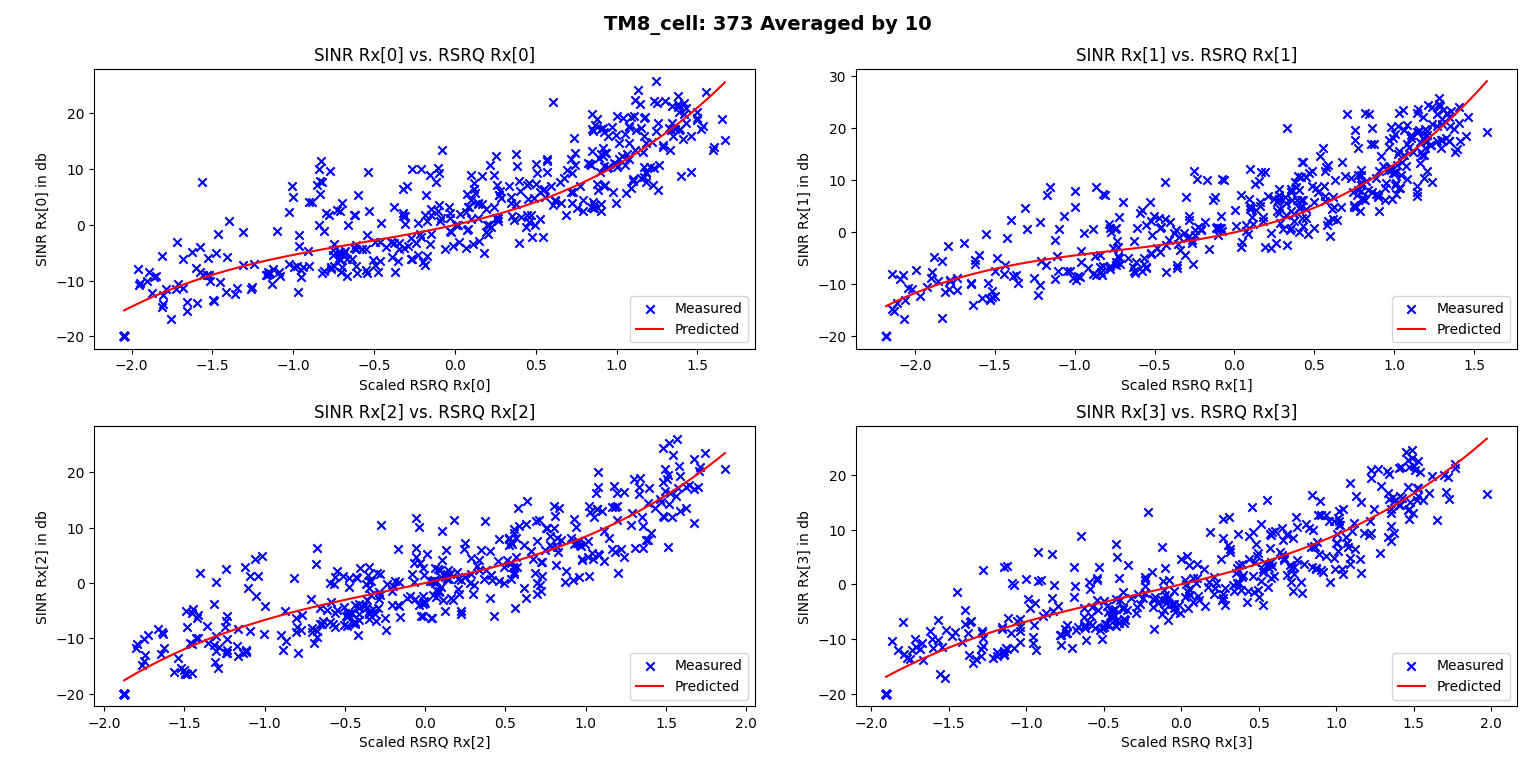 TM8_cell: 373 Averaged by 10
SINR Rx[0] vs. RSRQ Rx[0]
SINR Rx[0] in db
20
10
0
−10
−20
Measured
Predicted
−2.0 −1.5 −1.0 −0.5 0.0 0.5 1.0 1.5
Scaled RSRQ Rx[0]
SINR Rx[1] vs. RSRQ Rx[1]
SINR Rx[1] in db
30
20
10
0
−10
−20
Measured
Predicted
−2.0 −1.5 −1.0 −0.5 0.0 0.5 1.0 1.5
Scaled RSRQ Rx[1]
SINR Rx[2] vs. RSRQ Rx[2]
SINR Rx[2] in db
20
10
0
−10
−20
Measured
Predicted
−2.0 −1.5 −1.0 −0.5 0.0 0.5 1.0 1.5 2.0
Scaled RSRQ Rx[2]
SINR Rx[3] vs. RSRQ Rx[3]
SINR Rx[3] in db
20
10
0
−10
−20
Measured
Predicted
−2.0 −1.5 −1.0 −0.5 0.0 0.5 1.0 1.5 2.0
Scaled RSRQ Rx[3]